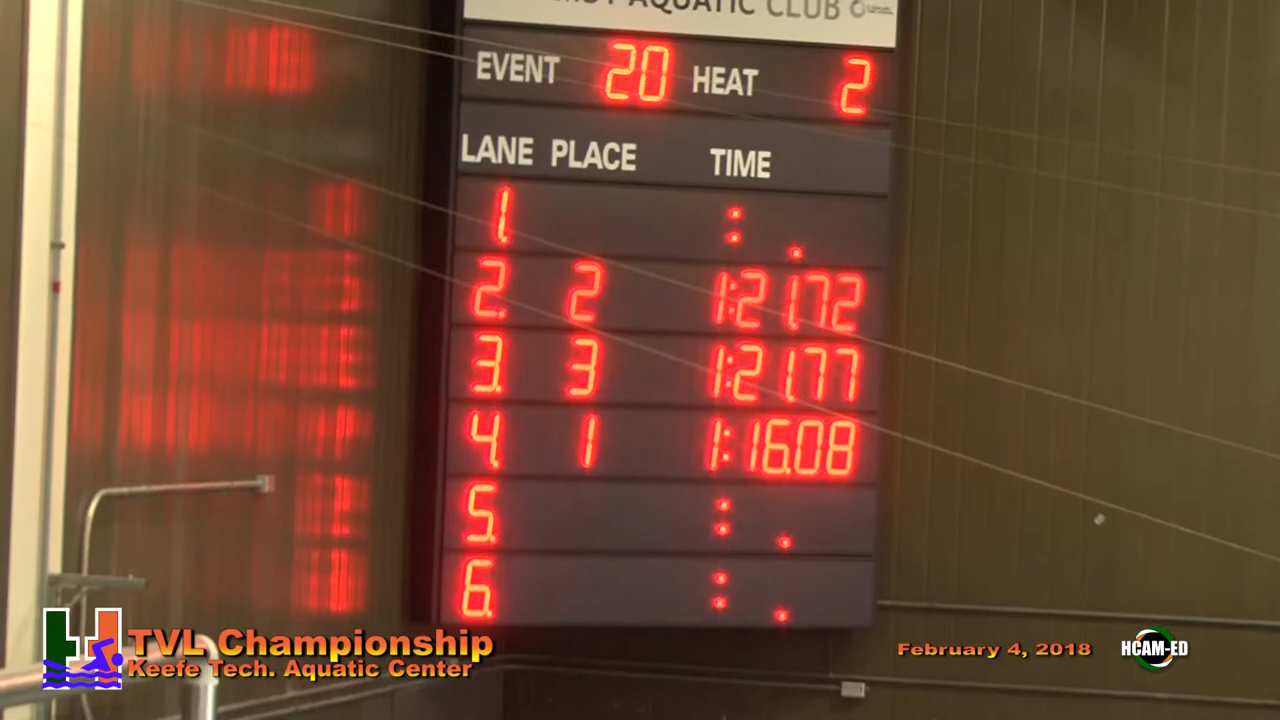 AQUATIC CLUB
EVENT 20 HEAT 2
LANE PLACE TIME
1. : .
2. 2 1:21.72
3. 3 1:21.77
4. 1 1:16.08
5. : .
6. : .
TVL Championship
Keefe Tech. Aquatic Center
February 4, 2018
HCAM-ED